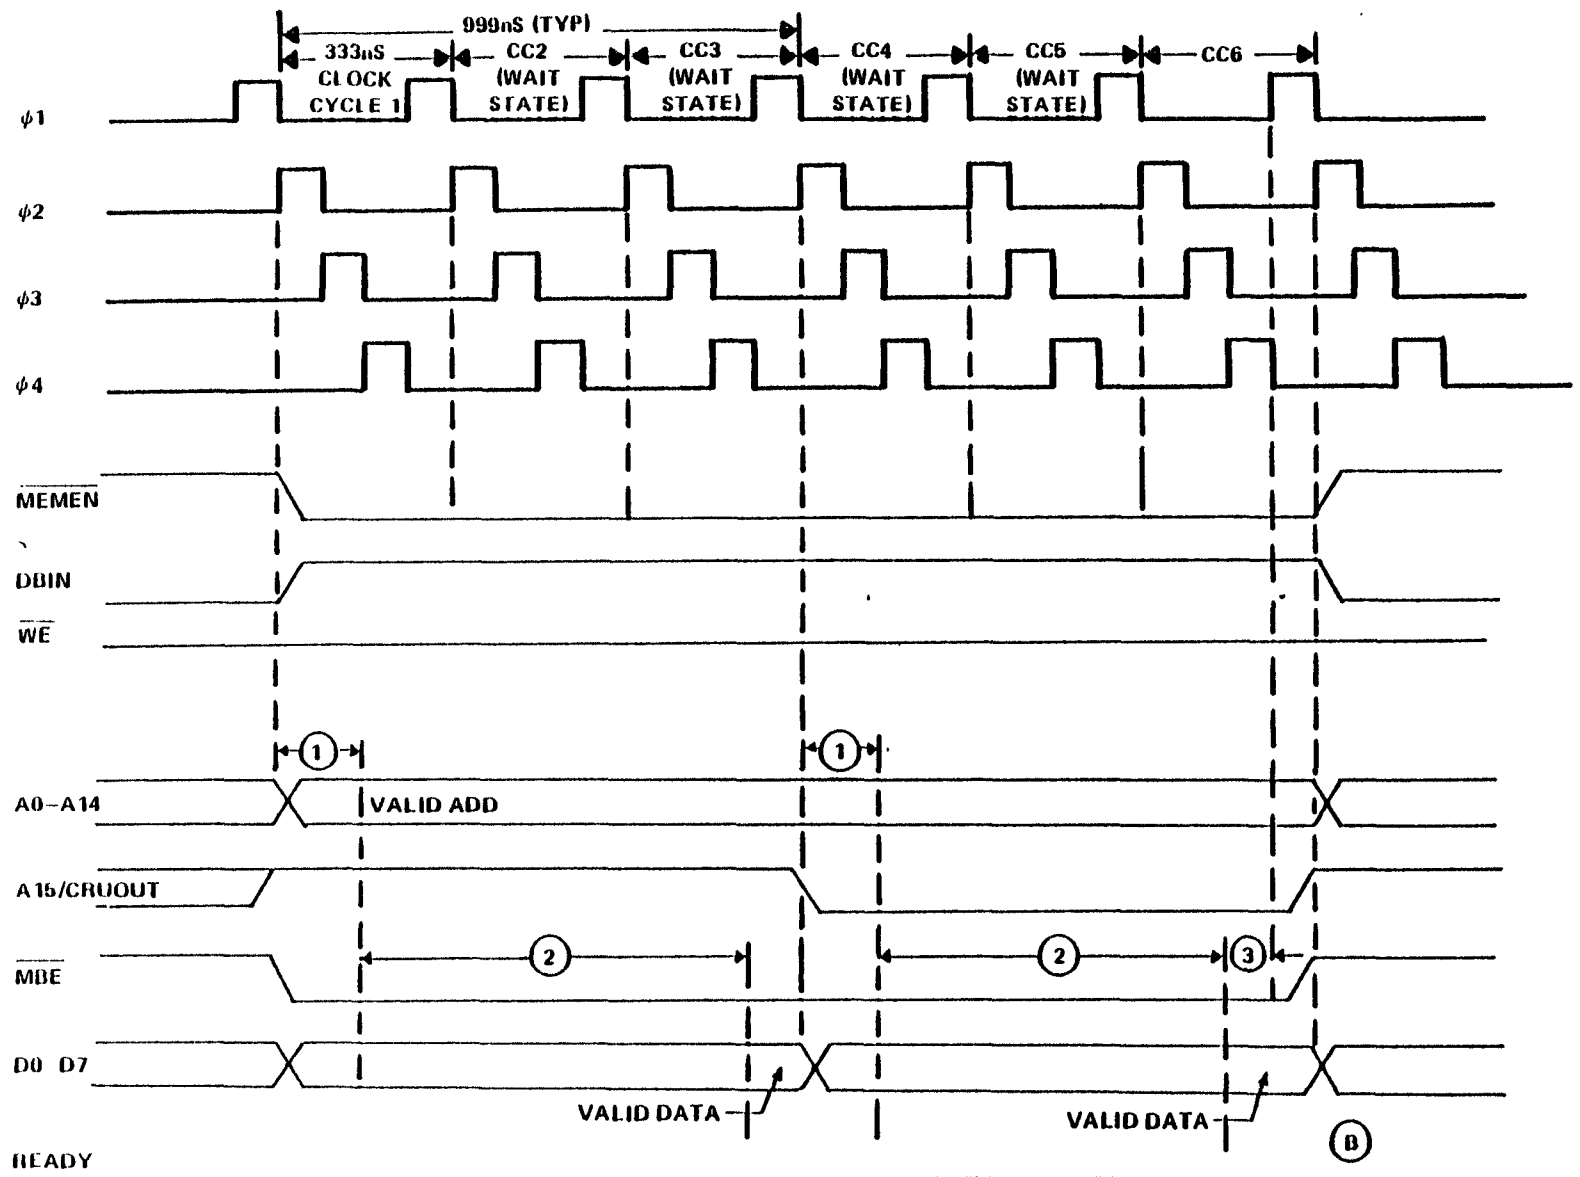 999nS (TYP)
333nS CLOCK CYCLE 1
CC2 (WAIT STATE)
CC3 (WAIT STATE)
CC4 (WAIT STATE)
CC5 (WAIT STATE)
CC6
φ1
φ2
φ3
φ4
MEMEN
DBIN
WE
1
1
A0–A14
VALID ADD
A15/CRUOUT
2
2
3
MBE
D0 D7
VALID DATA
VALID DATA
B
READY